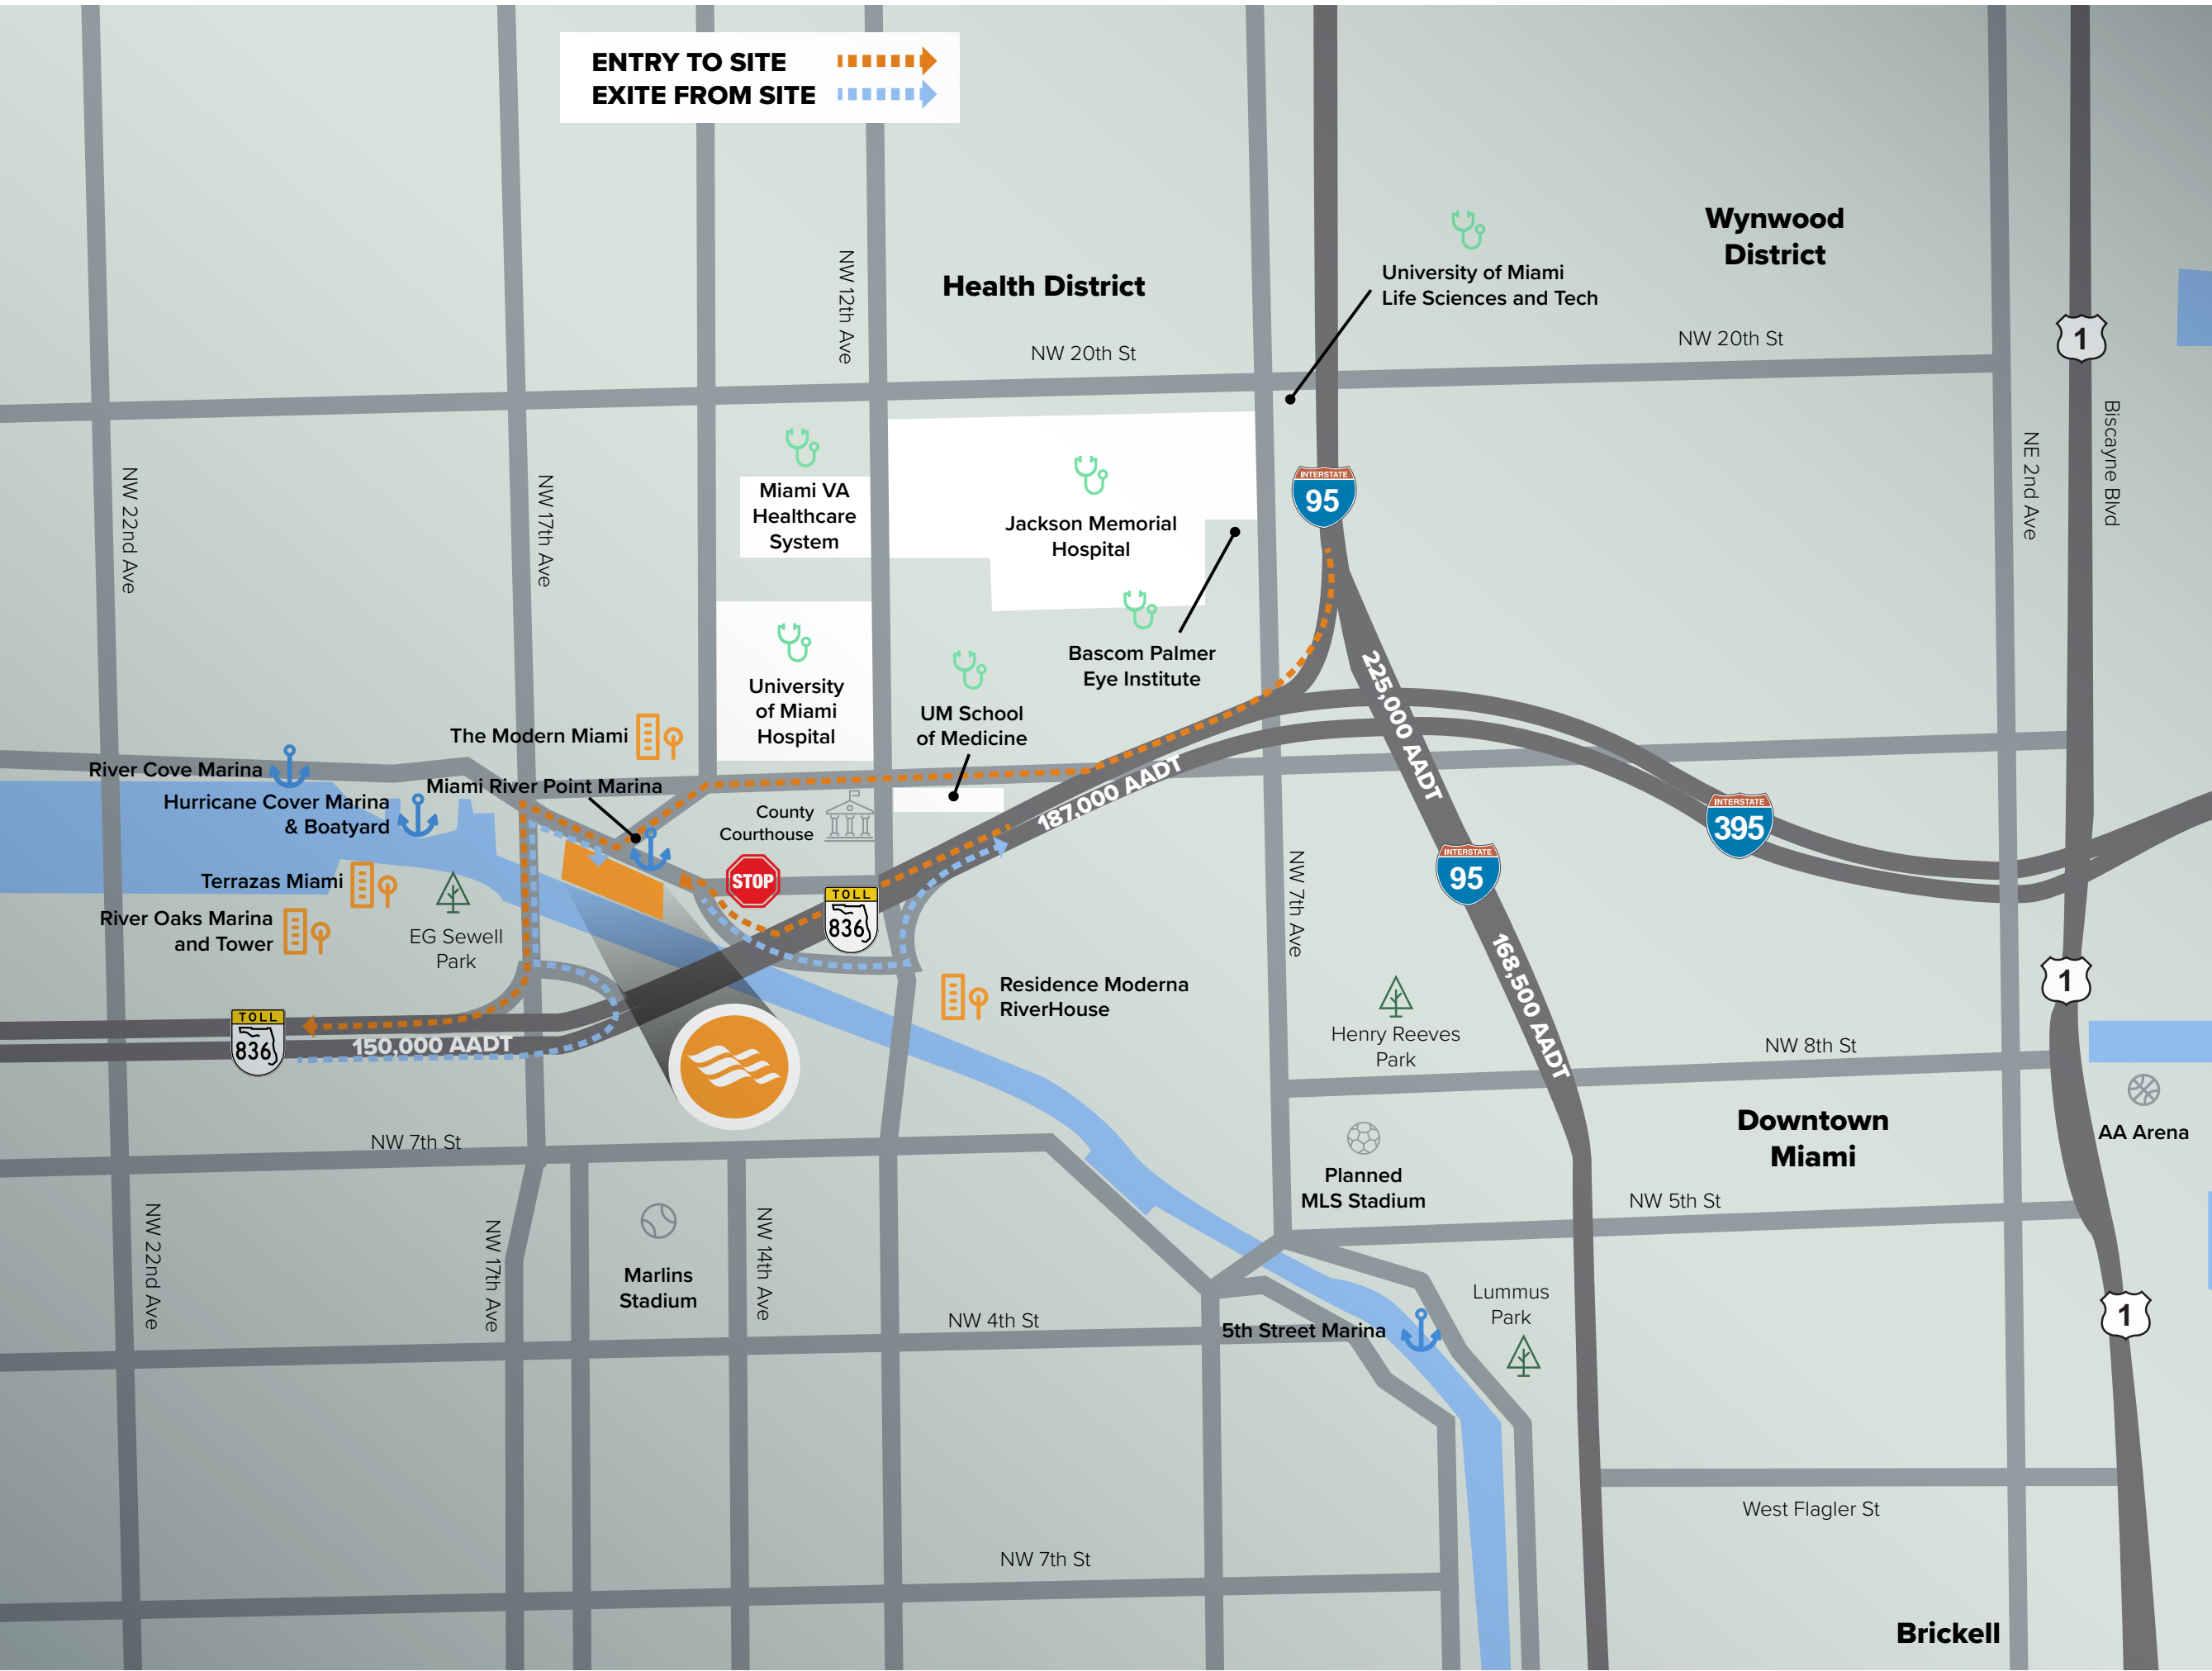 ENTRY TO SITE
EXITE FROM SITE
Wynwood
District
University of Miami
Life Sciences and Tech
Health District
NW 12th Ave
NW 20th St
NW 20th St
1
Biscayne Blvd
NE 2nd Ave
NW 22nd Ave
NW 17th Ave
Miami VA
Healthcare
System
Jackson Memorial
Hospital
INTERSTATE
95
Bascom Palmer
Eye Institute
University
of Miami
Hospital
UM School
of Medicine
225,000 AADT
The Modern Miami
River Cove Marina
Miami River Point Marina
Hurricane Cover Marina
& Boatyard
County
Courthouse
187,000 AADT
INTERSTATE
395
INTERSTATE
95
STOP
TOLL
836
Terrazas Miami
River Oaks Marina
and Tower
EG Sewell
Park
NW 7th Ave
168,500 AADT
Residence Moderna
RiverHouse
1
Henry Reeves
Park
TOLL
836
150,000 AADT
NW 8th St
AA Arena
Downtown
Miami
NW 7th St
Planned
MLS Stadium
NW 5th St
NW 22nd Ave
NW 17th Ave
Marlins
Stadium
NW 14th Ave
NW 4th St
5th Street Marina
Lummus
Park
1
West Flagler St
NW 7th St
Brickell